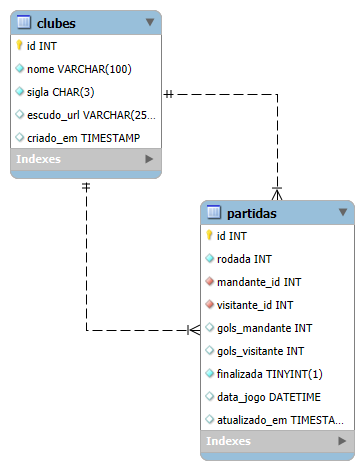 clubes
id INT
nome VARCHAR(100)
sigla CHAR(3)
escudo_url VARCHAR(25...
criado_em TIMESTAMP
Indexes
partidas
id INT
rodada INT
mandante_id INT
visitante_id INT
gols_mandante INT
gols_visitante INT
finalizada TINYINT(1)
data_jogo DATETIME
atualizado_em TIMESTA...
Indexes